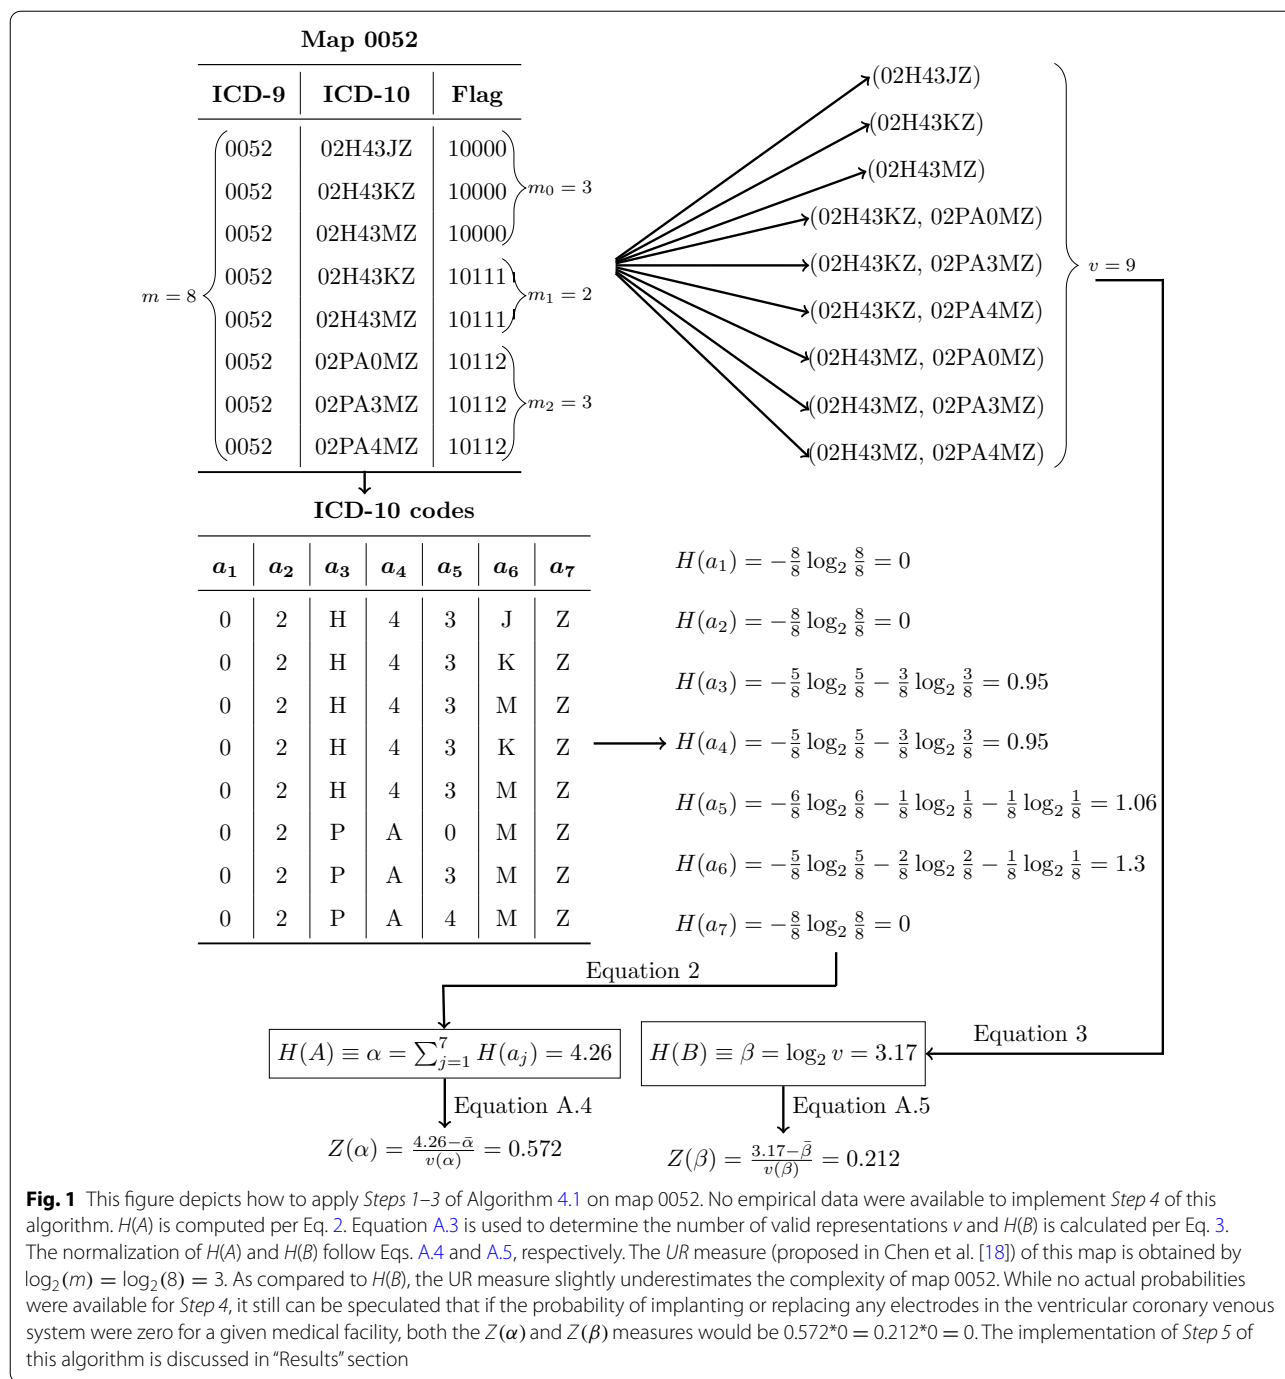 Map 0052
ICD-9 ICD-10 Flag
0052 02H43JZ 10000
0052 02H43KZ 10000
0052 02H43MZ 10000
0052 02H43KZ 10111
0052 02H43MZ 10111
0052 02PA0MZ 10112
0052 02PA3MZ 10112
0052 02PA4MZ 10112
m = 8
m₀ = 3
m₁ = 2
m₂ = 3
(02H43JZ)
(02H43KZ)
(02H43MZ)
(02H43KZ, 02PA0MZ)
(02H43KZ, 02PA3MZ)
(02H43KZ, 02PA4MZ)
(02H43MZ, 02PA0MZ)
(02H43MZ, 02PA3MZ)
(02H43MZ, 02PA4MZ)
v = 9
ICD-10 codes
a₁ a₂ a₃ a₄ a₅ a₆ a₇
0 2 H 4 3 J Z
0 2 H 4 3 K Z
0 2 H 4 3 M Z
0 2 H 4 3 K Z
0 2 H 4 3 M Z
0 2 P A 0 M Z
0 2 P A 3 M Z
0 2 P A 4 M Z
H(a₁) = −8/8 log₂ 8/8 = 0
H(a₂) = −8/8 log₂ 8/8 = 0
H(a₃) = −5/8 log₂ 5/8 − 3/8 log₂ 3/8 = 0.95
H(a₄) = −5/8 log₂ 5/8 − 3/8 log₂ 3/8 = 0.95
H(a₅) = −6/8 log₂ 6/8 − 1/8 log₂ 1/8 − 1/8 log₂ 1/8 = 1.06
H(a₆) = −5/8 log₂ 5/8 − 2/8 log₂ 2/8 − 1/8 log₂ 1/8 = 1.3
H(a₇) = −8/8 log₂ 8/8 = 0
Equation 2
Equation 3
H(A) ≡ α = ∑⁷ⱼ₌₁ H(aⱼ) = 4.26
H(B) ≡ β = log₂ v = 3.17
Equation A.4
Equation A.5
Z(α) = (4.26−ᾱ)/v(α) = 0.572
Z(β) = (3.17−β̄)/v(β) = 0.212
Fig. 1 This figure depicts how to apply Steps 1–3 of Algorithm 4.1 on map 0052. No empirical data were available to implement Step 4 of this
algorithm. H(A) is computed per Eq. 2. Equation A.3 is used to determine the number of valid representations v and H(B) is calculated per Eq. 3.
The normalization of H(A) and H(B) follow Eqs. A.4 and A.5, respectively. The UR measure (proposed in Chen et al. [18]) of this map is obtained by
log₂(m) = log₂(8) = 3. As compared to H(B), the UR measure slightly underestimates the complexity of map 0052. While no actual probabilities
were available for Step 4, it still can be speculated that if the probability of implanting or replacing any electrodes in the ventricular coronary venous
system were zero for a given medical facility, both the Z(α) and Z(β) measures would be 0.572*0 = 0.212*0 = 0. The implementation of Step 5 of
this algorithm is discussed in “Results” section